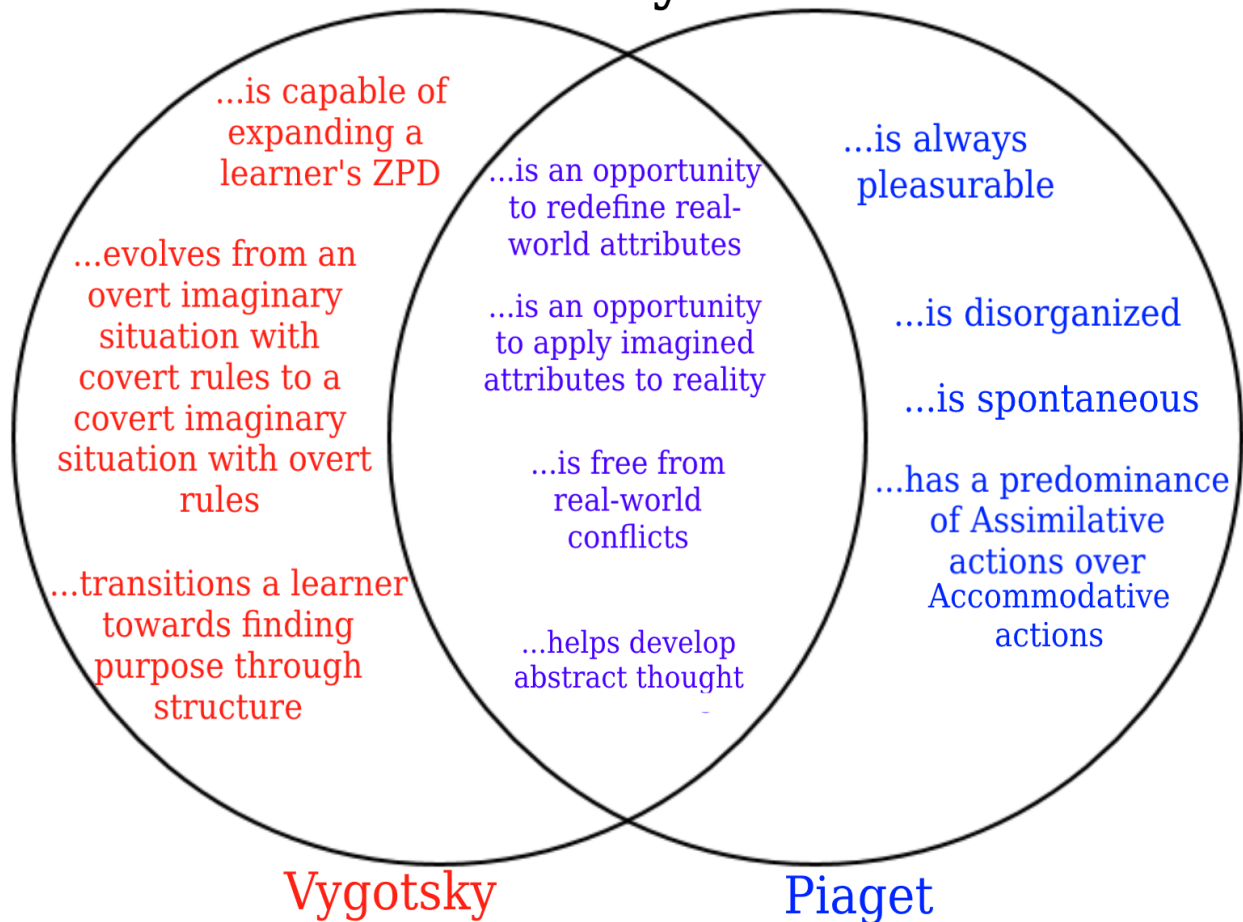 ...is capable of
expanding a
learner's ZPD
...evolves from an
overt imaginary
situation with
covert rules to a
covert imaginary
situation with overt
rules
...transitions a learner
towards finding
purpose through
structure
...is an opportunity
to redefine real-
world attributes
...is an opportunity
to apply imagined
attributes to reality
...is free from
real-world
conflicts
...helps develop
abstract thought
...is always
pleasurable
...is disorganized
...is spontaneous
...has a predominance
of Assimilative
actions over
Accommodative
actions
Vygotsky
Piaget